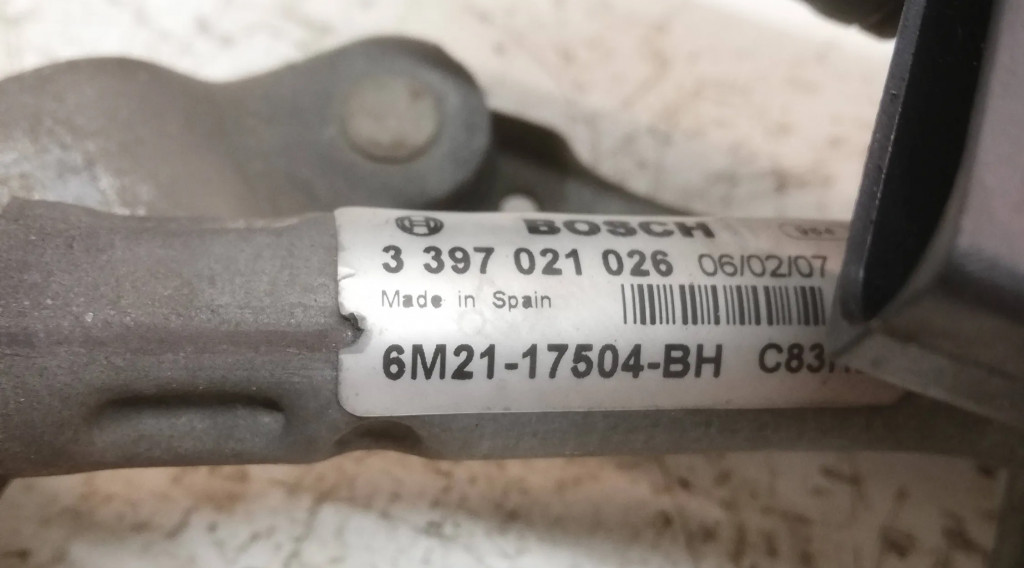 BOSCH
3 397 021 026 06/02/07
Made in Spain
6M21-17504-BH